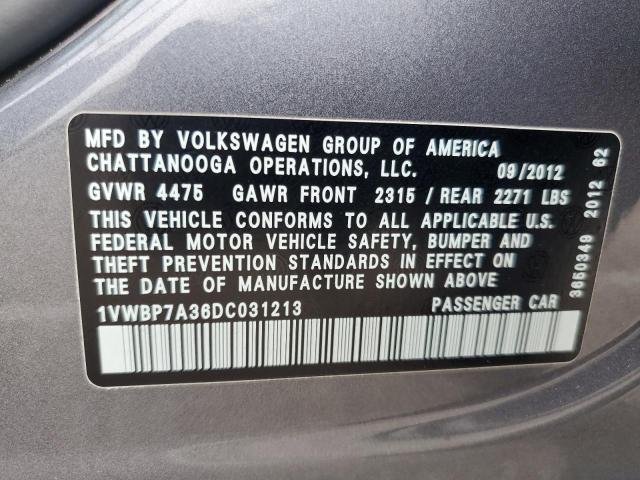 MFD BY VOLKSWAGEN GROUP OF AMERICA
CHATTANOOGA OPERATIONS, LLC. 09/2012
GVWR 4475 GAWR FRONT 2315 / REAR 2271 LBS
THIS VEHICLE CONFORMS TO ALL APPLICABLE U.S.
FEDERAL MOTOR VEHICLE SAFETY, BUMPER AND
THEFT PREVENTION STANDARDS IN EFFECT ON
THE DATE OF MANUFACTURE SHOWN ABOVE.
1VWBP7A36DC031213 PASSENGER CAR
3650349 2012 62